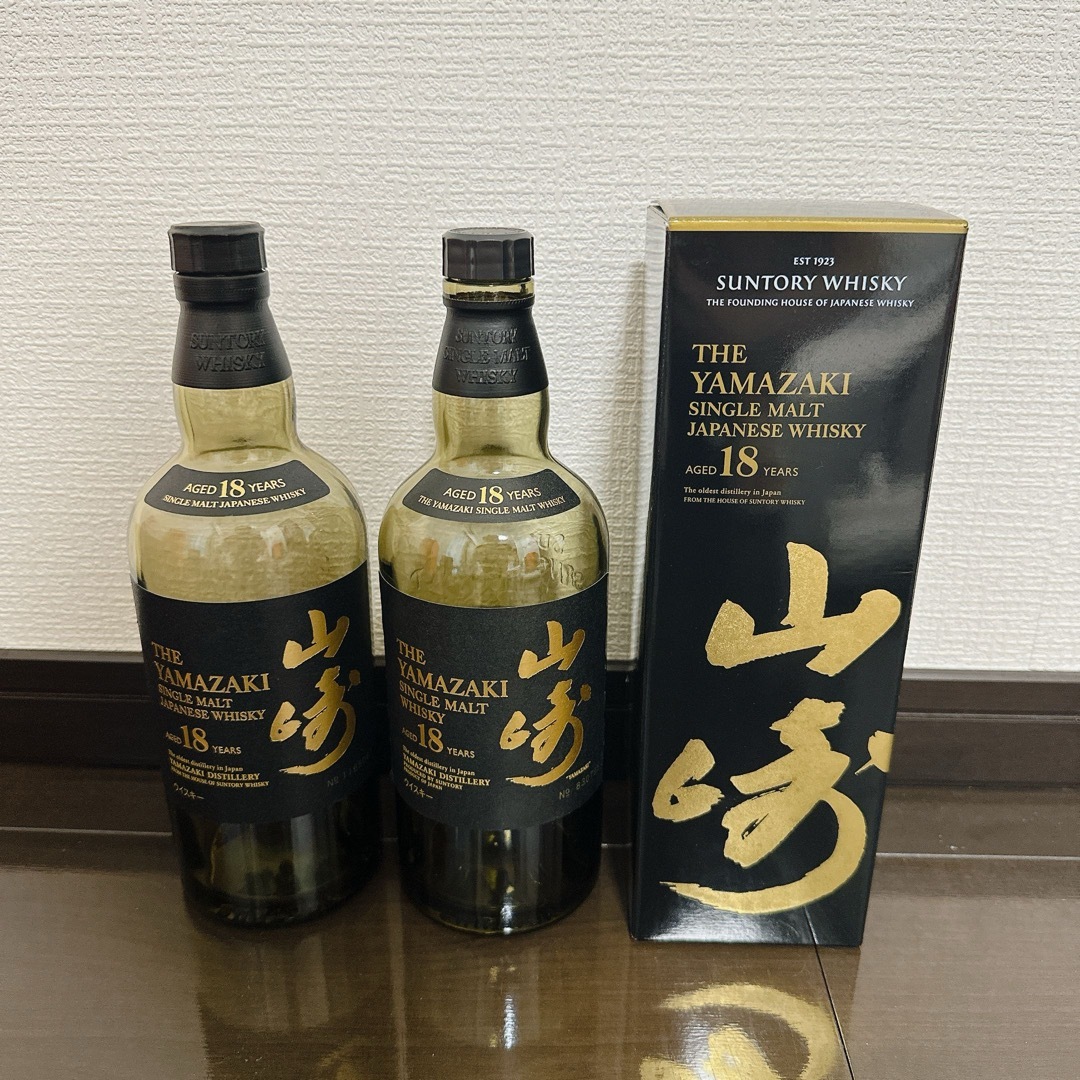 SUNTORY
WHISKY
AGED 18 YEARS
SINGLE MALT JAPANESE WHISKY
THE
YAMAZAKI
SINGLE MALT
JAPANESE WHISKY
AGED 18 YEARS
The oldest distillery in Japan
YAMAZAKI DISTILLERY
FROM THE HOUSE OF SUNTORY WHISKY
ウイスキー
山崎
SUNTORY
SINGLE MALT
WHISKY
AGED 18 YEARS
THE YAMAZAKI SINGLE MALT WHISKY
THE
YAMAZAKI
SINGLE MALT
WHISKY
AGED 18 YEARS
The oldest distillery in Japan
YAMAZAKI DISTILLERY
PRODUCED BY SUNTORY
ウイスキー
山崎
"YAMAZAKI"
EST 1923
SUNTORY WHISKY
THE FOUNDING HOUSE OF JAPANESE WHISKY
THE
YAMAZAKI
SINGLE MALT
JAPANESE WHISKY
AGED 18 YEARS
The oldest distillery in Japan
FROM THE HOUSE OF SUNTORY WHISKY
山崎